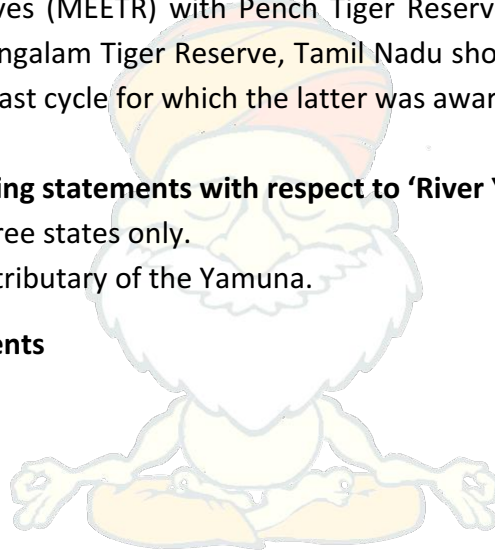 ves (MEETR) with Pench Tiger Reserv
ngalam Tiger Reserve, Tamil Nadu sho
ast cycle for which the latter was awar
ing statements with respect to ‘River Y
ree states only.
tributary of the Yamuna.
ents